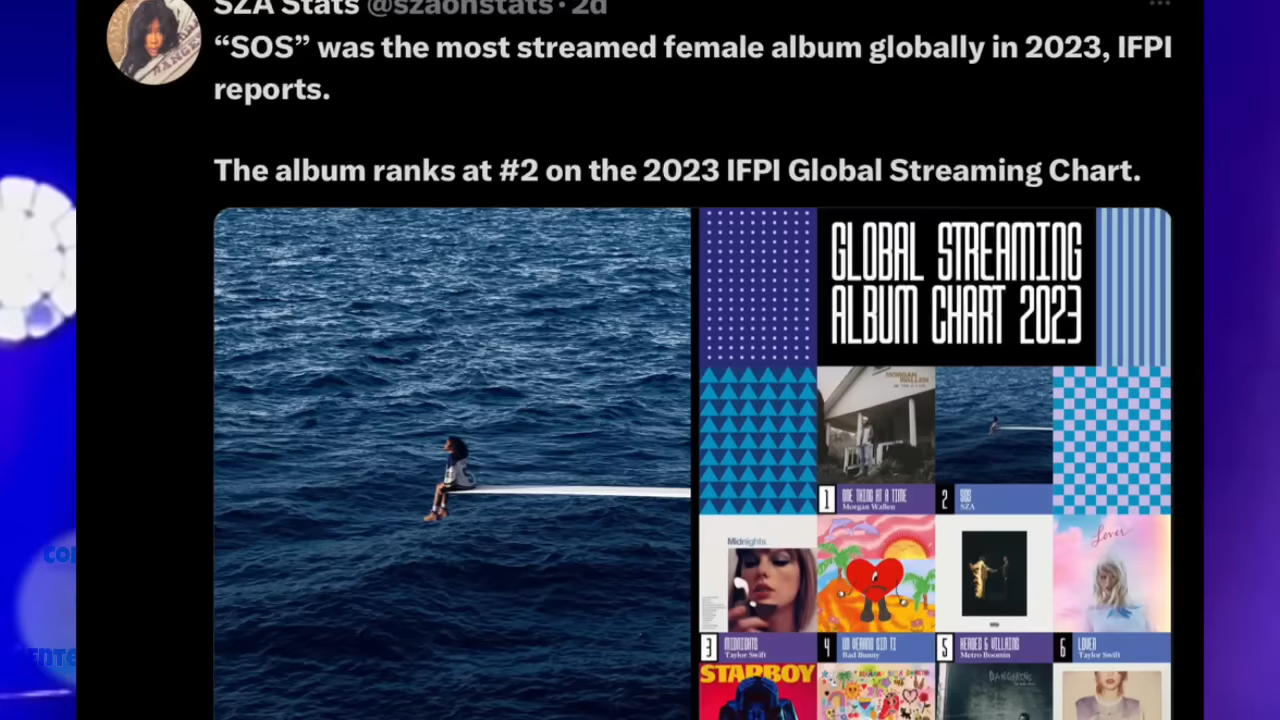 SZA Stats @szaonstats · 2d
“SOS” was the most streamed female album globally in 2023, IFPI
reports.
The album ranks at #2 on the 2023 IFPI Global Streaming Chart.
GLOBAL STREAMING
ALBUM CHART 2023
MORGAN
WALLEN
1 ONE THING AT A TIME
Morgan Wallen
2 SOS
SZA
Midnights
Lover
3 MIDNIGHTS
Taylor Swift
4 UN VERANO SIN TI
Bad Bunny
5 HEROES & VILLAINS
Metro Boomin
6 LOVER
Taylor Swift
STARBOY
DANGEROUS